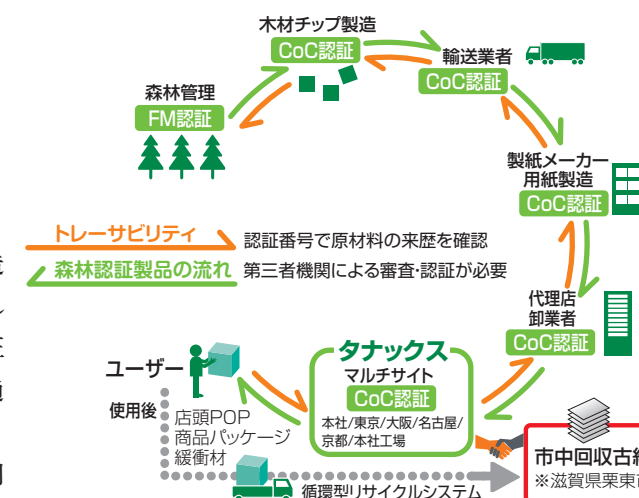 木材チップ製造
CoC認証
輸送業者
CoC認証
森林管理
FM認証
製紙メーカー
用紙製造
CoC認証
トレーサビリティ 認証番号で原材料の来歴を確認
森林認証製品の流れ 第三者機関による審査・認証が必要
代理店
卸業者
CoC認証
タナックス
マルチサイト
CoC認証
本社/東京/大阪/名古屋/
京都/本社工場
ユーザー
使用後
店頭POP
商品パッケージ
緩衝材
循環型リサイクルシステム
市中回収古紙
※滋賀県栗東